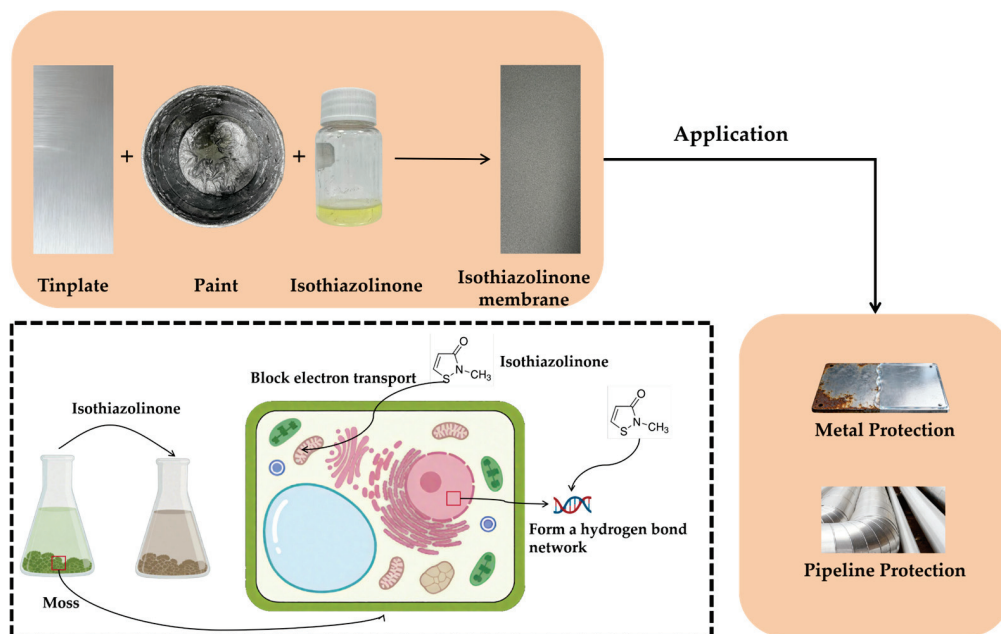 Application
+
+
Tinplate
Paint
Isothiazolinone
Isothiazolinone
membrane
O
N
S
CH3
Isothiazolinone
Block electron transport
Isothiazolinone
O
N
S
CH3
Form a hydrogen bond
network
Moss
Metal Protection
Pipeline Protection